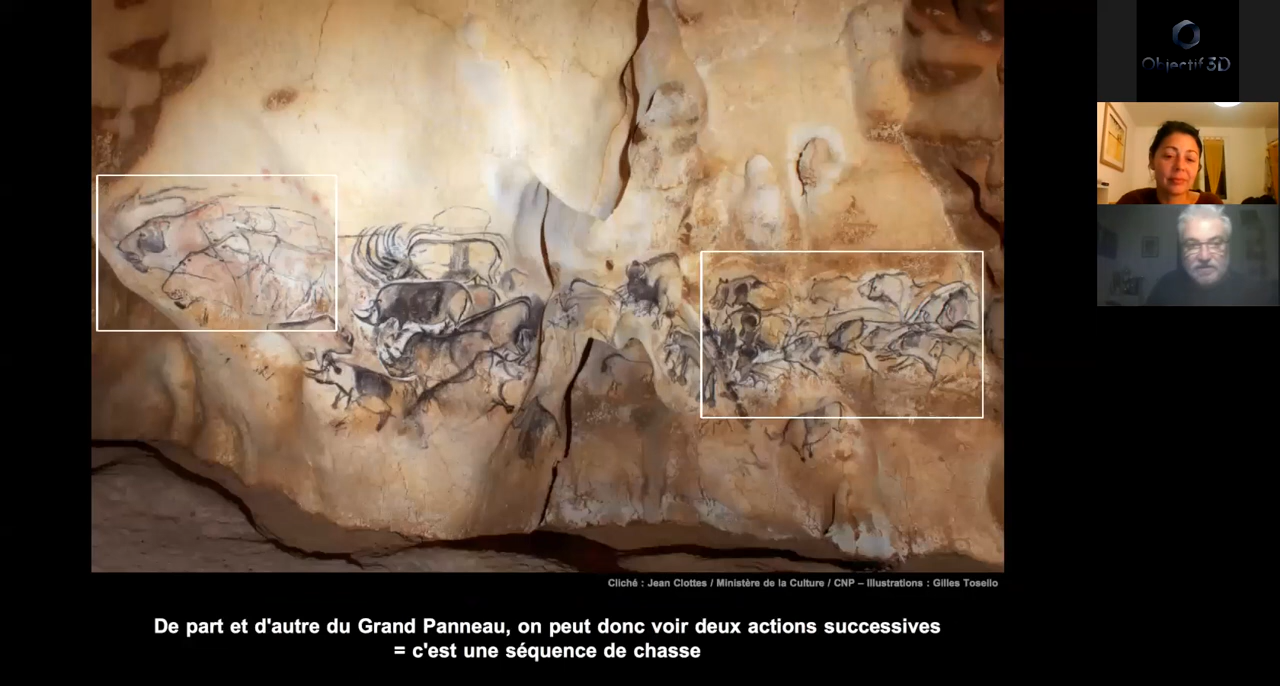 Objectif 3D
Cliché : Jean Clottes / Ministère de la Culture / CNP – Illustrations : Gilles Tosello
De part et d'autre du Grand Panneau, on peut donc voir deux actions successives
= c'est une séquence de chasse